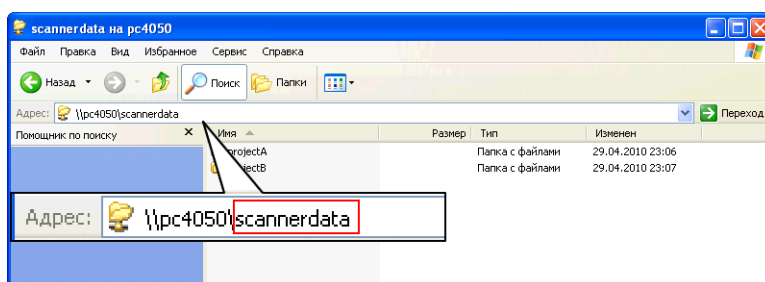 scannerdata на pc4050
Файл Правка Вид Избранное Сервис Справка
Назад Поиск Папки
Адрес: \\pc4050\scannerdata Переход
Помощник по поиску × Имя Размер Тип Изменен
projectA Папка с файлами 29.04.2010 23:06
Папка с файлами 29.04.2010 23:07
Адрес: \\pc4050\scannerdata